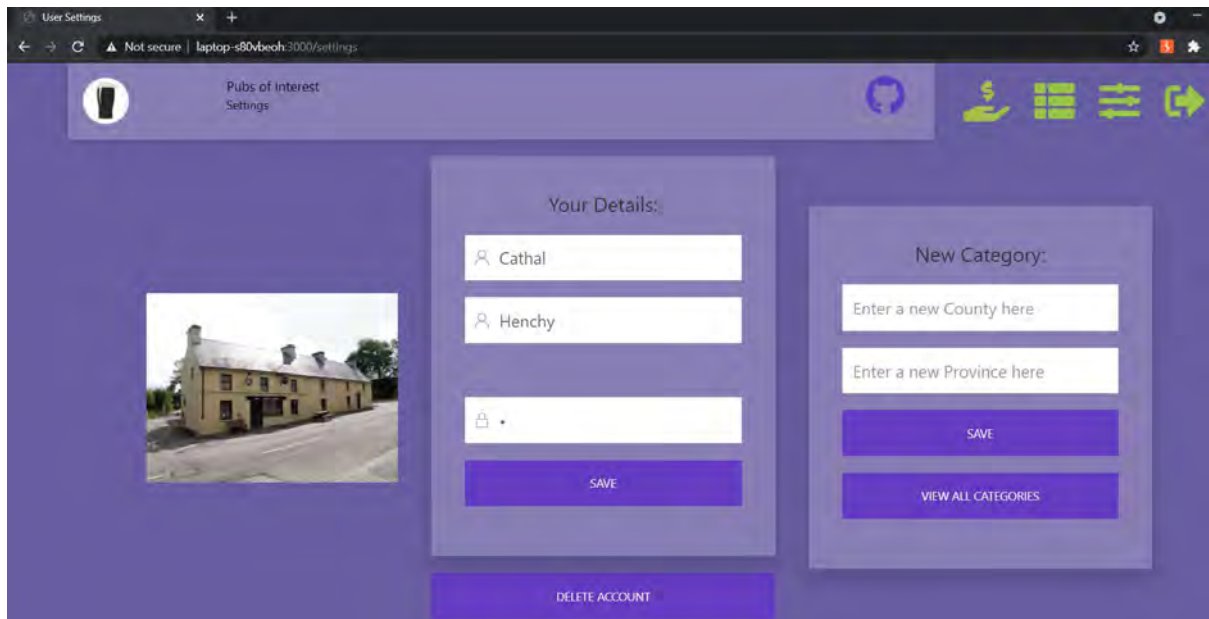 User Settings
Not secure | laptop-s80vbeoh:3000/settings
Pubs of Interest
Settings
$
Your Details:
Cathal
Henchy
•
SAVE
DELETE ACCOUNT
New Category:
Enter a new County here
Enter a new Province here
SAVE
VIEW ALL CATEGORIES